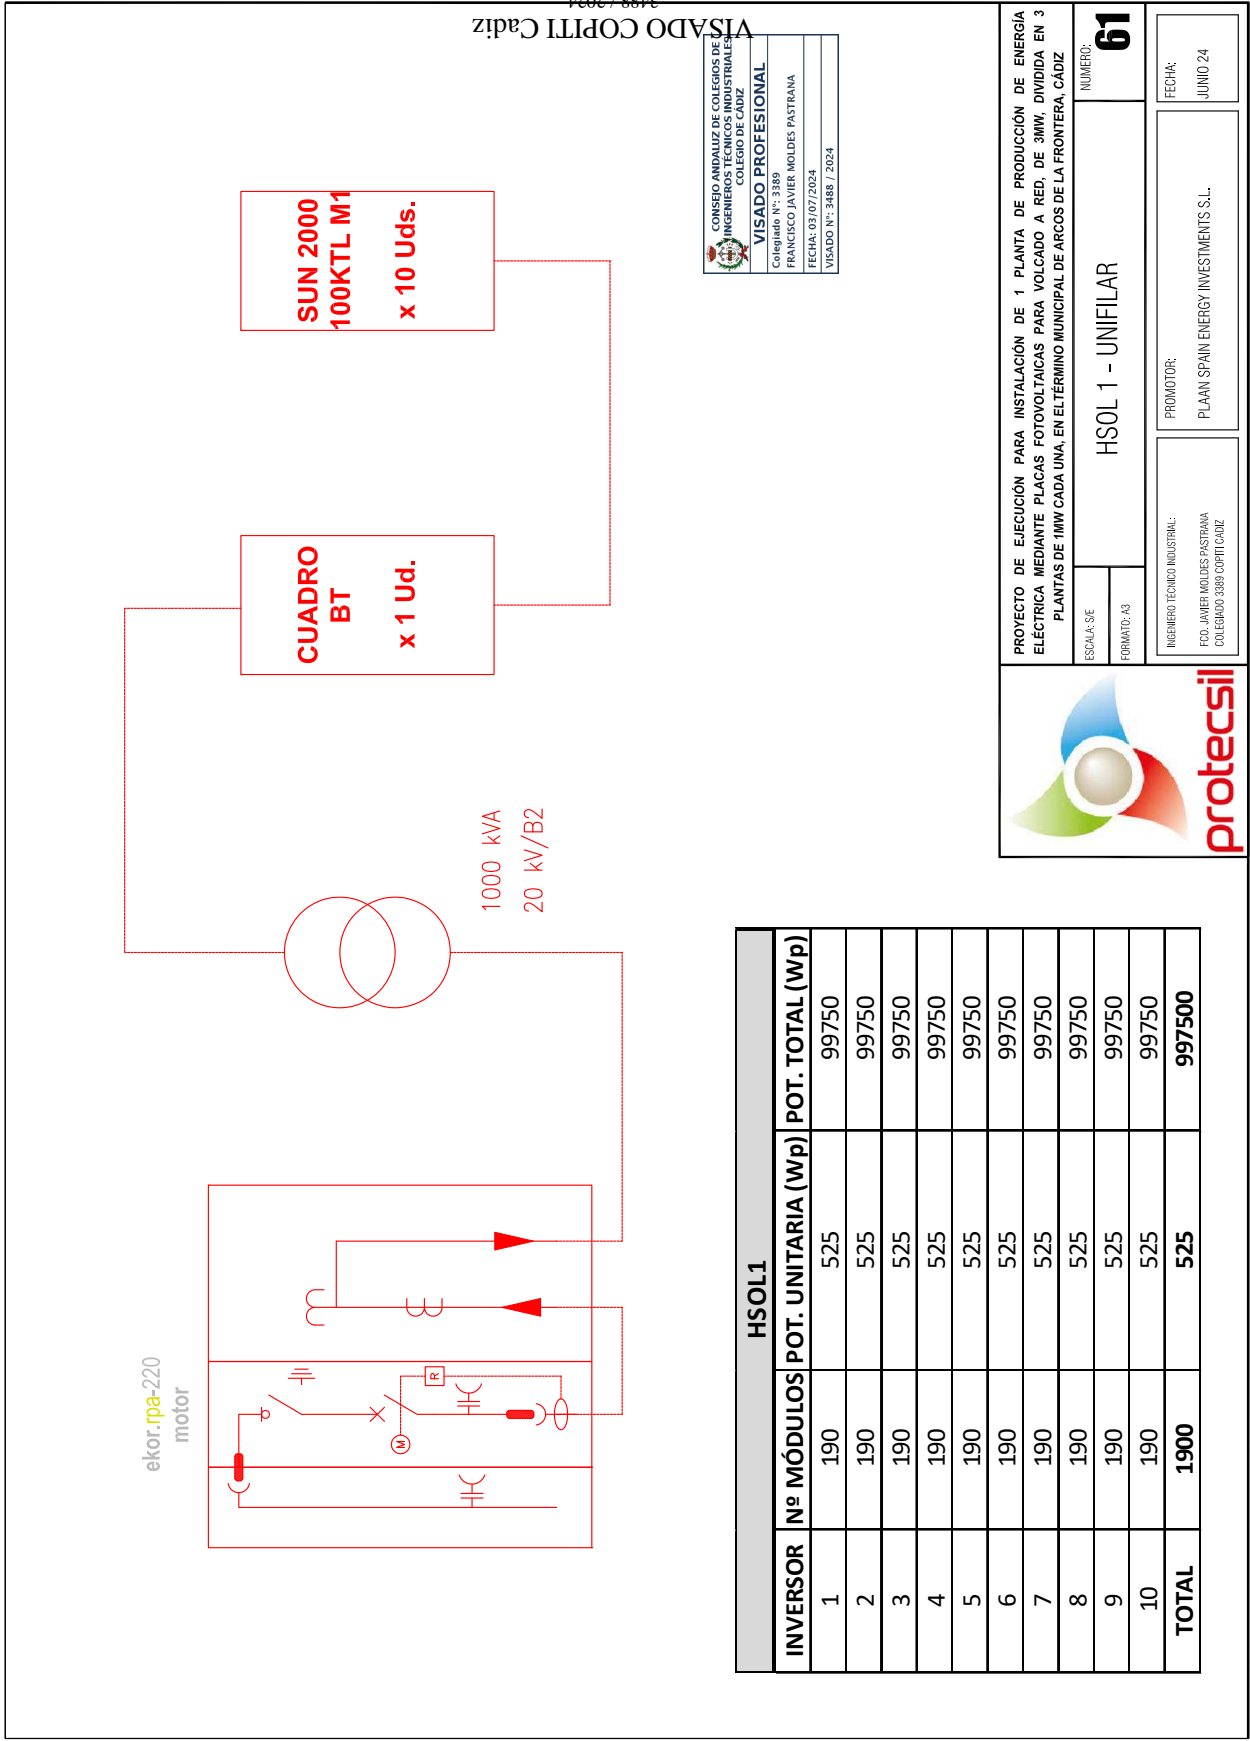 VISADO COPITI Cadiz
3488 / 2024
ekor.rpa-220
motor
M
R
1000 kVA
20 kV/B2
CUADRO
BT
x 1 Ud.
SUN 2000
100KTL M1
x 10 Uds.
HSOL1
INVERSOR Nº MÓDULOS POT. UNITARIA (Wp) POT. TOTAL (Wp)
1 190 525 99750
2 190 525 99750
3 190 525 99750
4 190 525 99750
5 190 525 99750
6 190 525 99750
7 190 525 99750
8 190 525 99750
9 190 525 99750
10 190 525 99750
TOTAL 1900 525 997500
CONSEJO ANDALUZ DE COLEGIOS DE
INGENIEROS TÉCNICOS INDUSTRIALES
COLEGIO DE CÁDIZ
VISADO PROFESIONAL
Colegiado Nº: 3389
FRANCISCO JAVIER MOLDES PASTRANA
FECHA: 03/07/2024
VISADO Nº: 3488 / 2024
protecsil
PROYECTO DE EJECUCIÓN PARA INSTALACIÓN DE 1 PLANTA DE PRODUCCIÓN DE ENERGÍA
ELÉCTRICA MEDIANTE PLACAS FOTOVOLTAICAS PARA VOLCADO A RED, DE 3MW, DIVIDIDA EN 3
PLANTAS DE 1MW CADA UNA, EN EL TÉRMINO MUNICIPAL DE ARCOS DE LA FRONTERA, CÁDIZ
ESCALA: S/E
FORMATO: A3
HSOL 1 - UNIFILAR
NUMERO:
61
INGENIERO TÉCNICO INDUSTRIAL:
FCO. JAVIER MOLDES PASTRANA
COLEGIADO 3389 COPITI CADIZ
PROMOTOR:
PLAAN SPAIN ENERGY INVESTMENTS S.L.
FECHA:
JUNIO 24